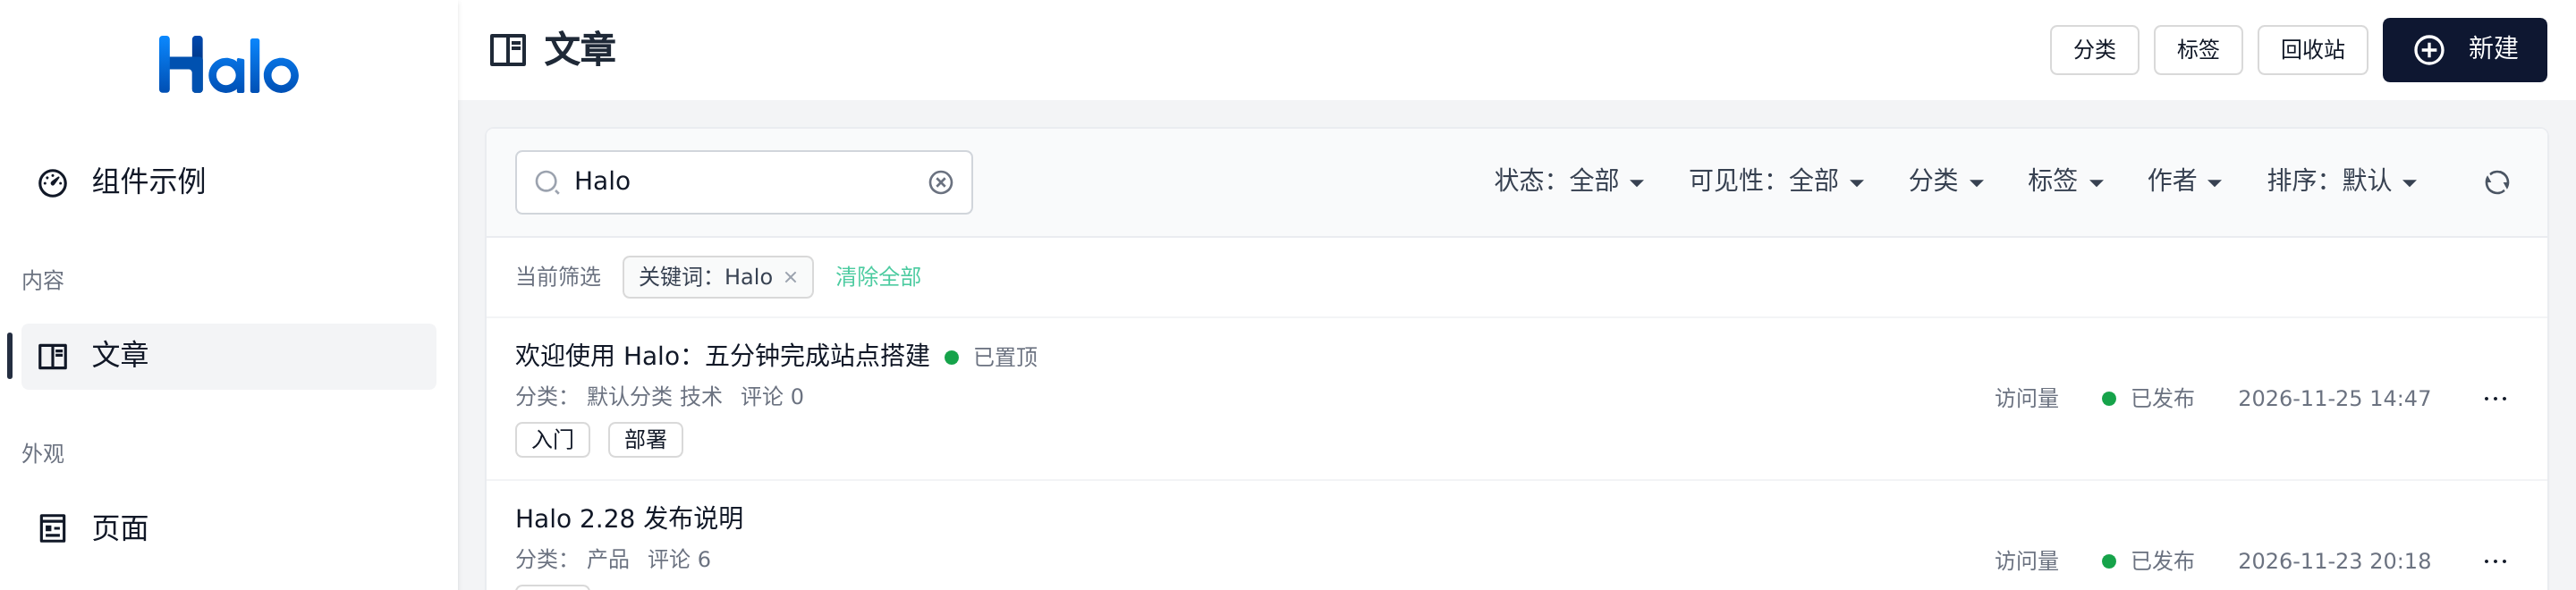 Halo
组件示例
内容
文章
外观
页面
文章
分类 标签 回收站 新建
Halo 状态：全部 可见性：全部 分类 标签 作者 排序：默认
当前筛选 关键词：Halo × 清除全部
欢迎使用 Halo：五分钟完成站点搭建 已置顶
分类： 默认分类 技术 评论 0
入门 部署
访问量 已发布 2026-11-25 14:47
Halo 2.28 发布说明
分类： 产品 评论 6
访问量 已发布 2026-11-23 20:18